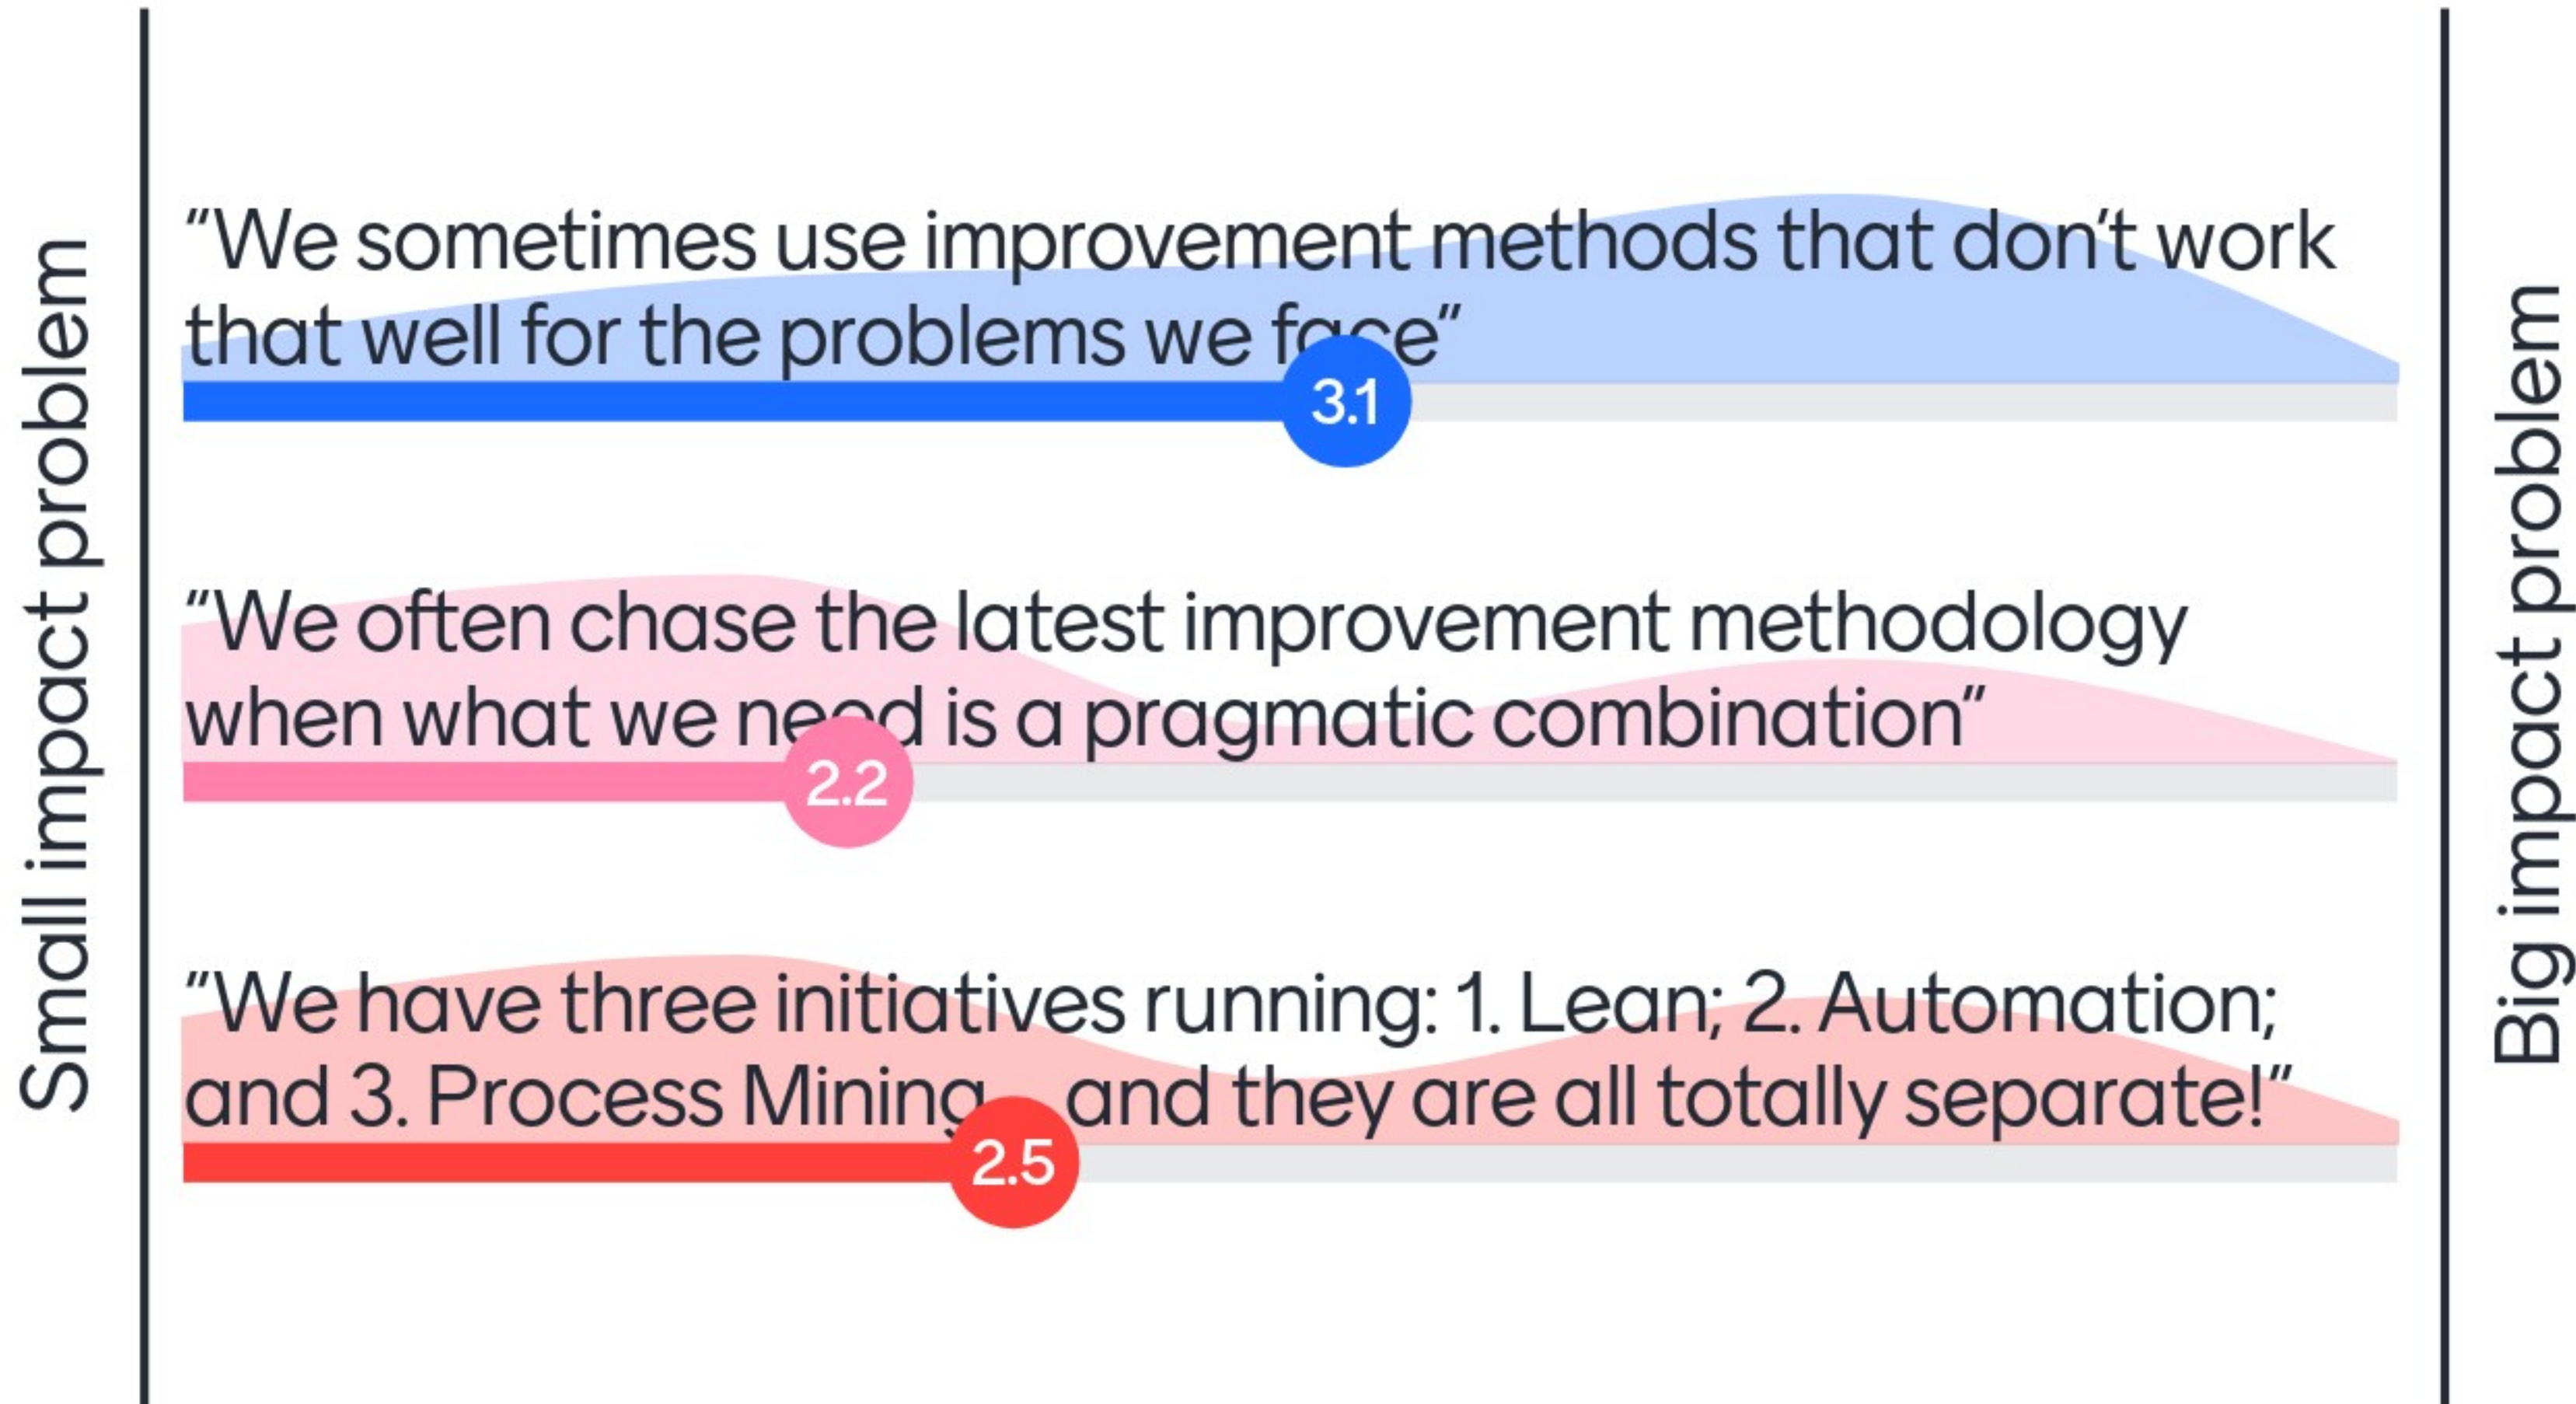 Small impact problem
“We sometimes use improvement methods that don’t work
that well for the problems we face”
3.1
“We often chase the latest improvement methodology
when what we need is a pragmatic combination”
2.2
“We have three initiatives running: 1. Lean; 2. Automation;
and 3. Process Mining and they are all totally separate!”
2.5
Big impact problem